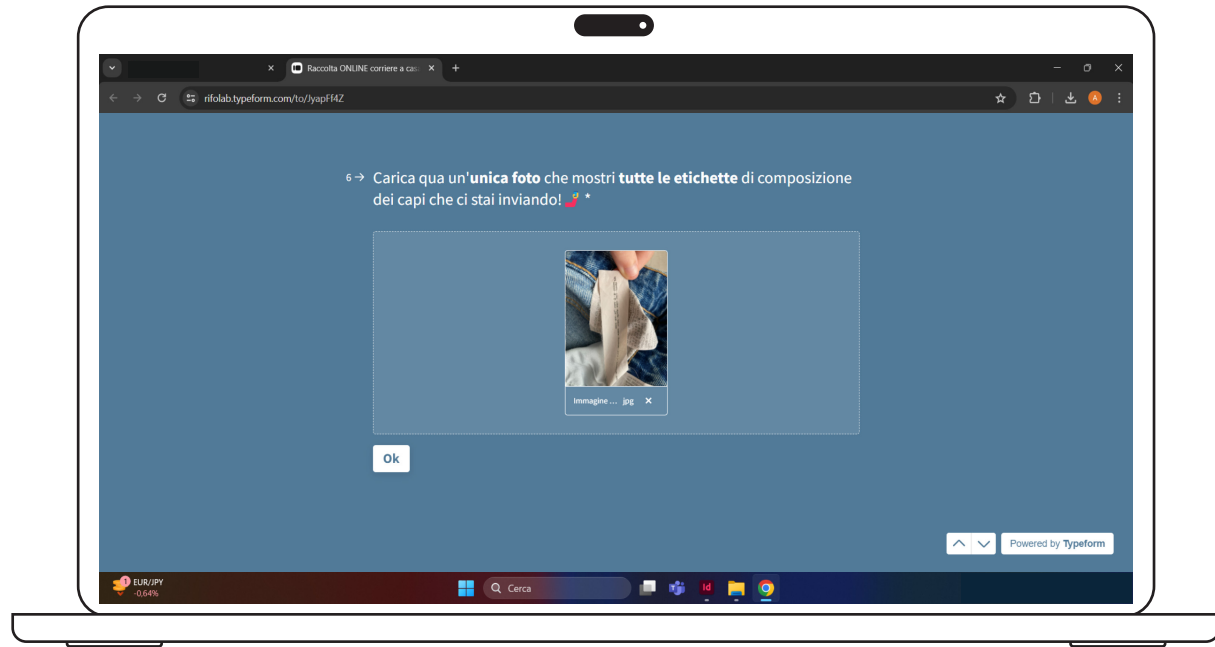 Raccolta ONLINE corriere a cas
rifolab.typeform.com/to/JyapFf4Z
A
6→ Carica qua un'unica foto che mostri tutte le etichette di composizione
dei capi che ci stai inviando! *
Immagine ... jpg
Ok
Powered by Typeform
1
EUR/JPY
-0,64%
Cerca
Id